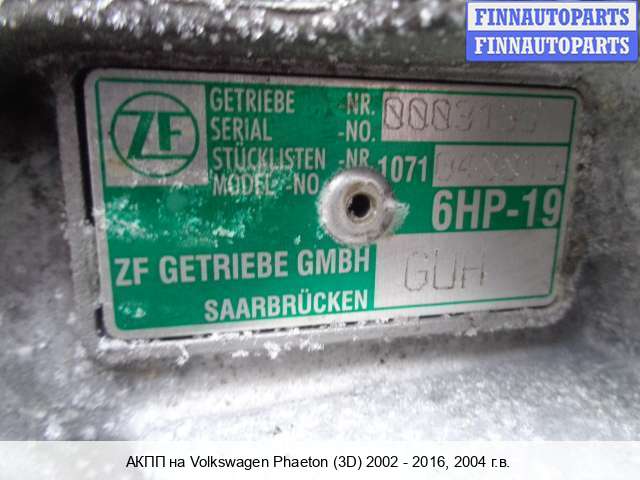 FINNAUTOPARTS
FINNAUTOPARTS
ZF
GETRIEBE -NR.
SERIAL -NO.
STÜCKLISTEN -NR
MODEL -NO
1071
6HP-19
ZF GETRIEBE GMBH
GUH
SAARBRÜCKEN
АКПП на Volkswagen Phaeton (3D) 2002 - 2016, 2004 г.в.